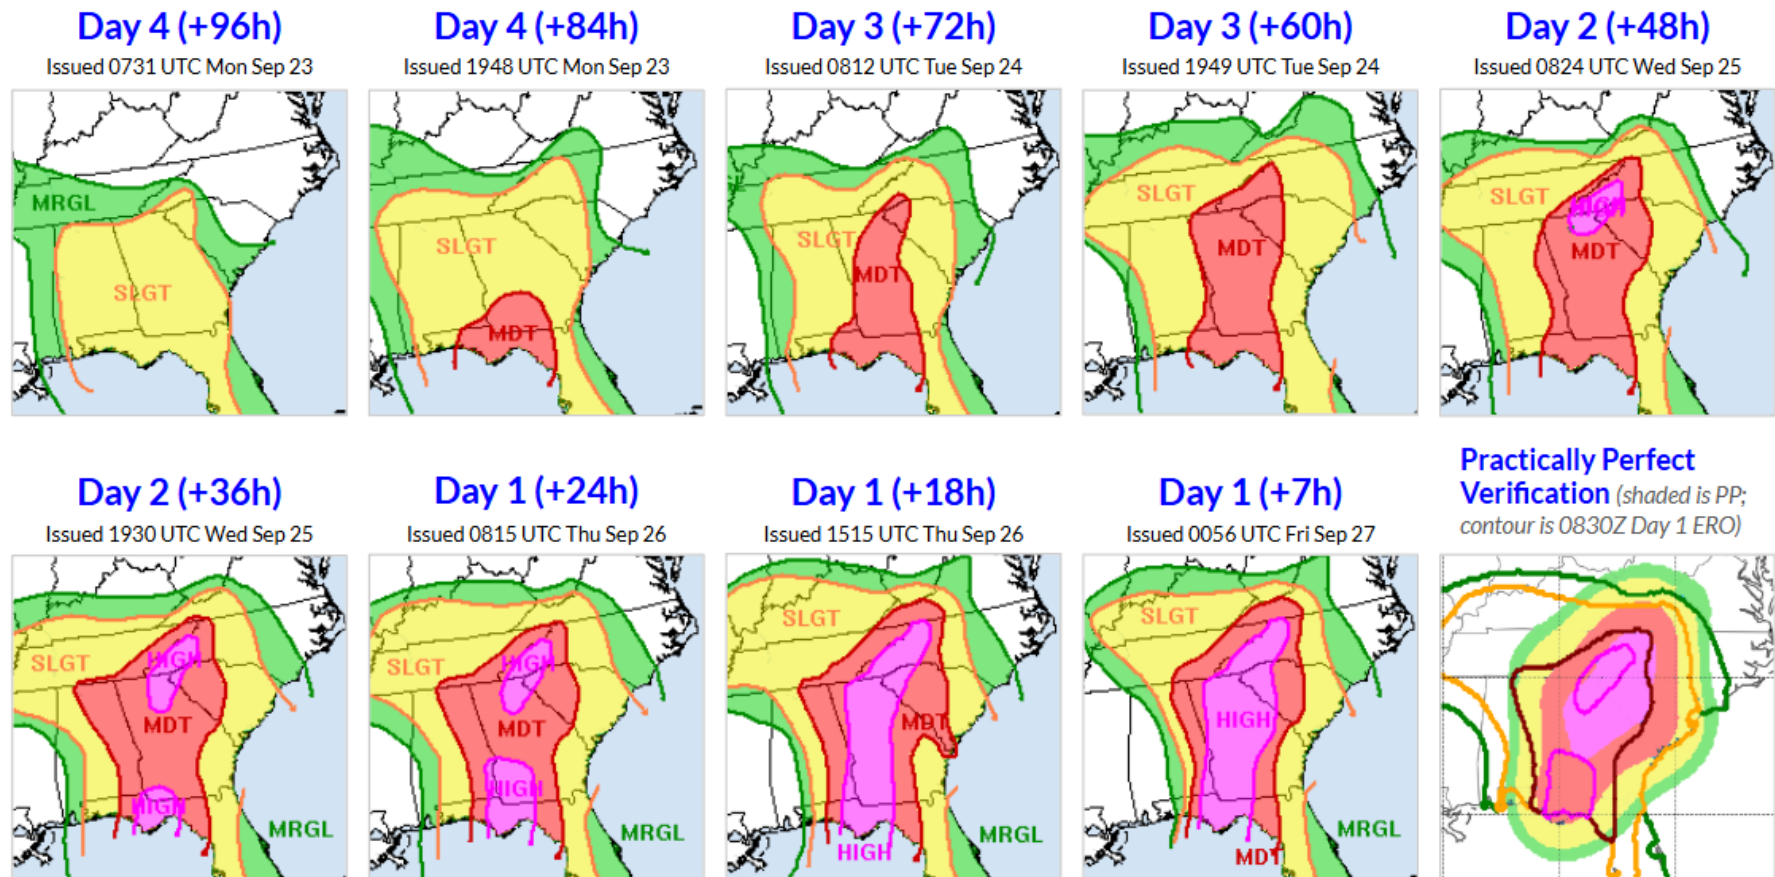 Day 4 (+96h)
Issued 0731 UTC Mon Sep 23
MRGL
SLGT
Day 4 (+84h)
Issued 1948 UTC Mon Sep 23
SLGT
MDT
Day 3 (+72h)
Issued 0812 UTC Tue Sep 24
SLGT
MDT
Day 3 (+60h)
Issued 1949 UTC Tue Sep 24
SLGT
MDT
Day 2 (+48h)
Issued 0824 UTC Wed Sep 25
SLGT
HIGH
MDT
Day 2 (+36h)
Issued 1930 UTC Wed Sep 25
SLGT
HIGH
MDT
HIGH
MRGL
Day 1 (+24h)
Issued 0815 UTC Thu Sep 26
SLGT
HIGH
MDT
HIGH
MRGL
Day 1 (+18h)
Issued 1515 UTC Thu Sep 26
SLGT
MDT
MRGL
HIGH
Day 1 (+7h)
Issued 0056 UTC Fri Sep 27
SLGT
HIGH
MRGL
MDT
Practically Perfect
Verification (shaded is PP;
contour is 0830Z Day 1 ERO)